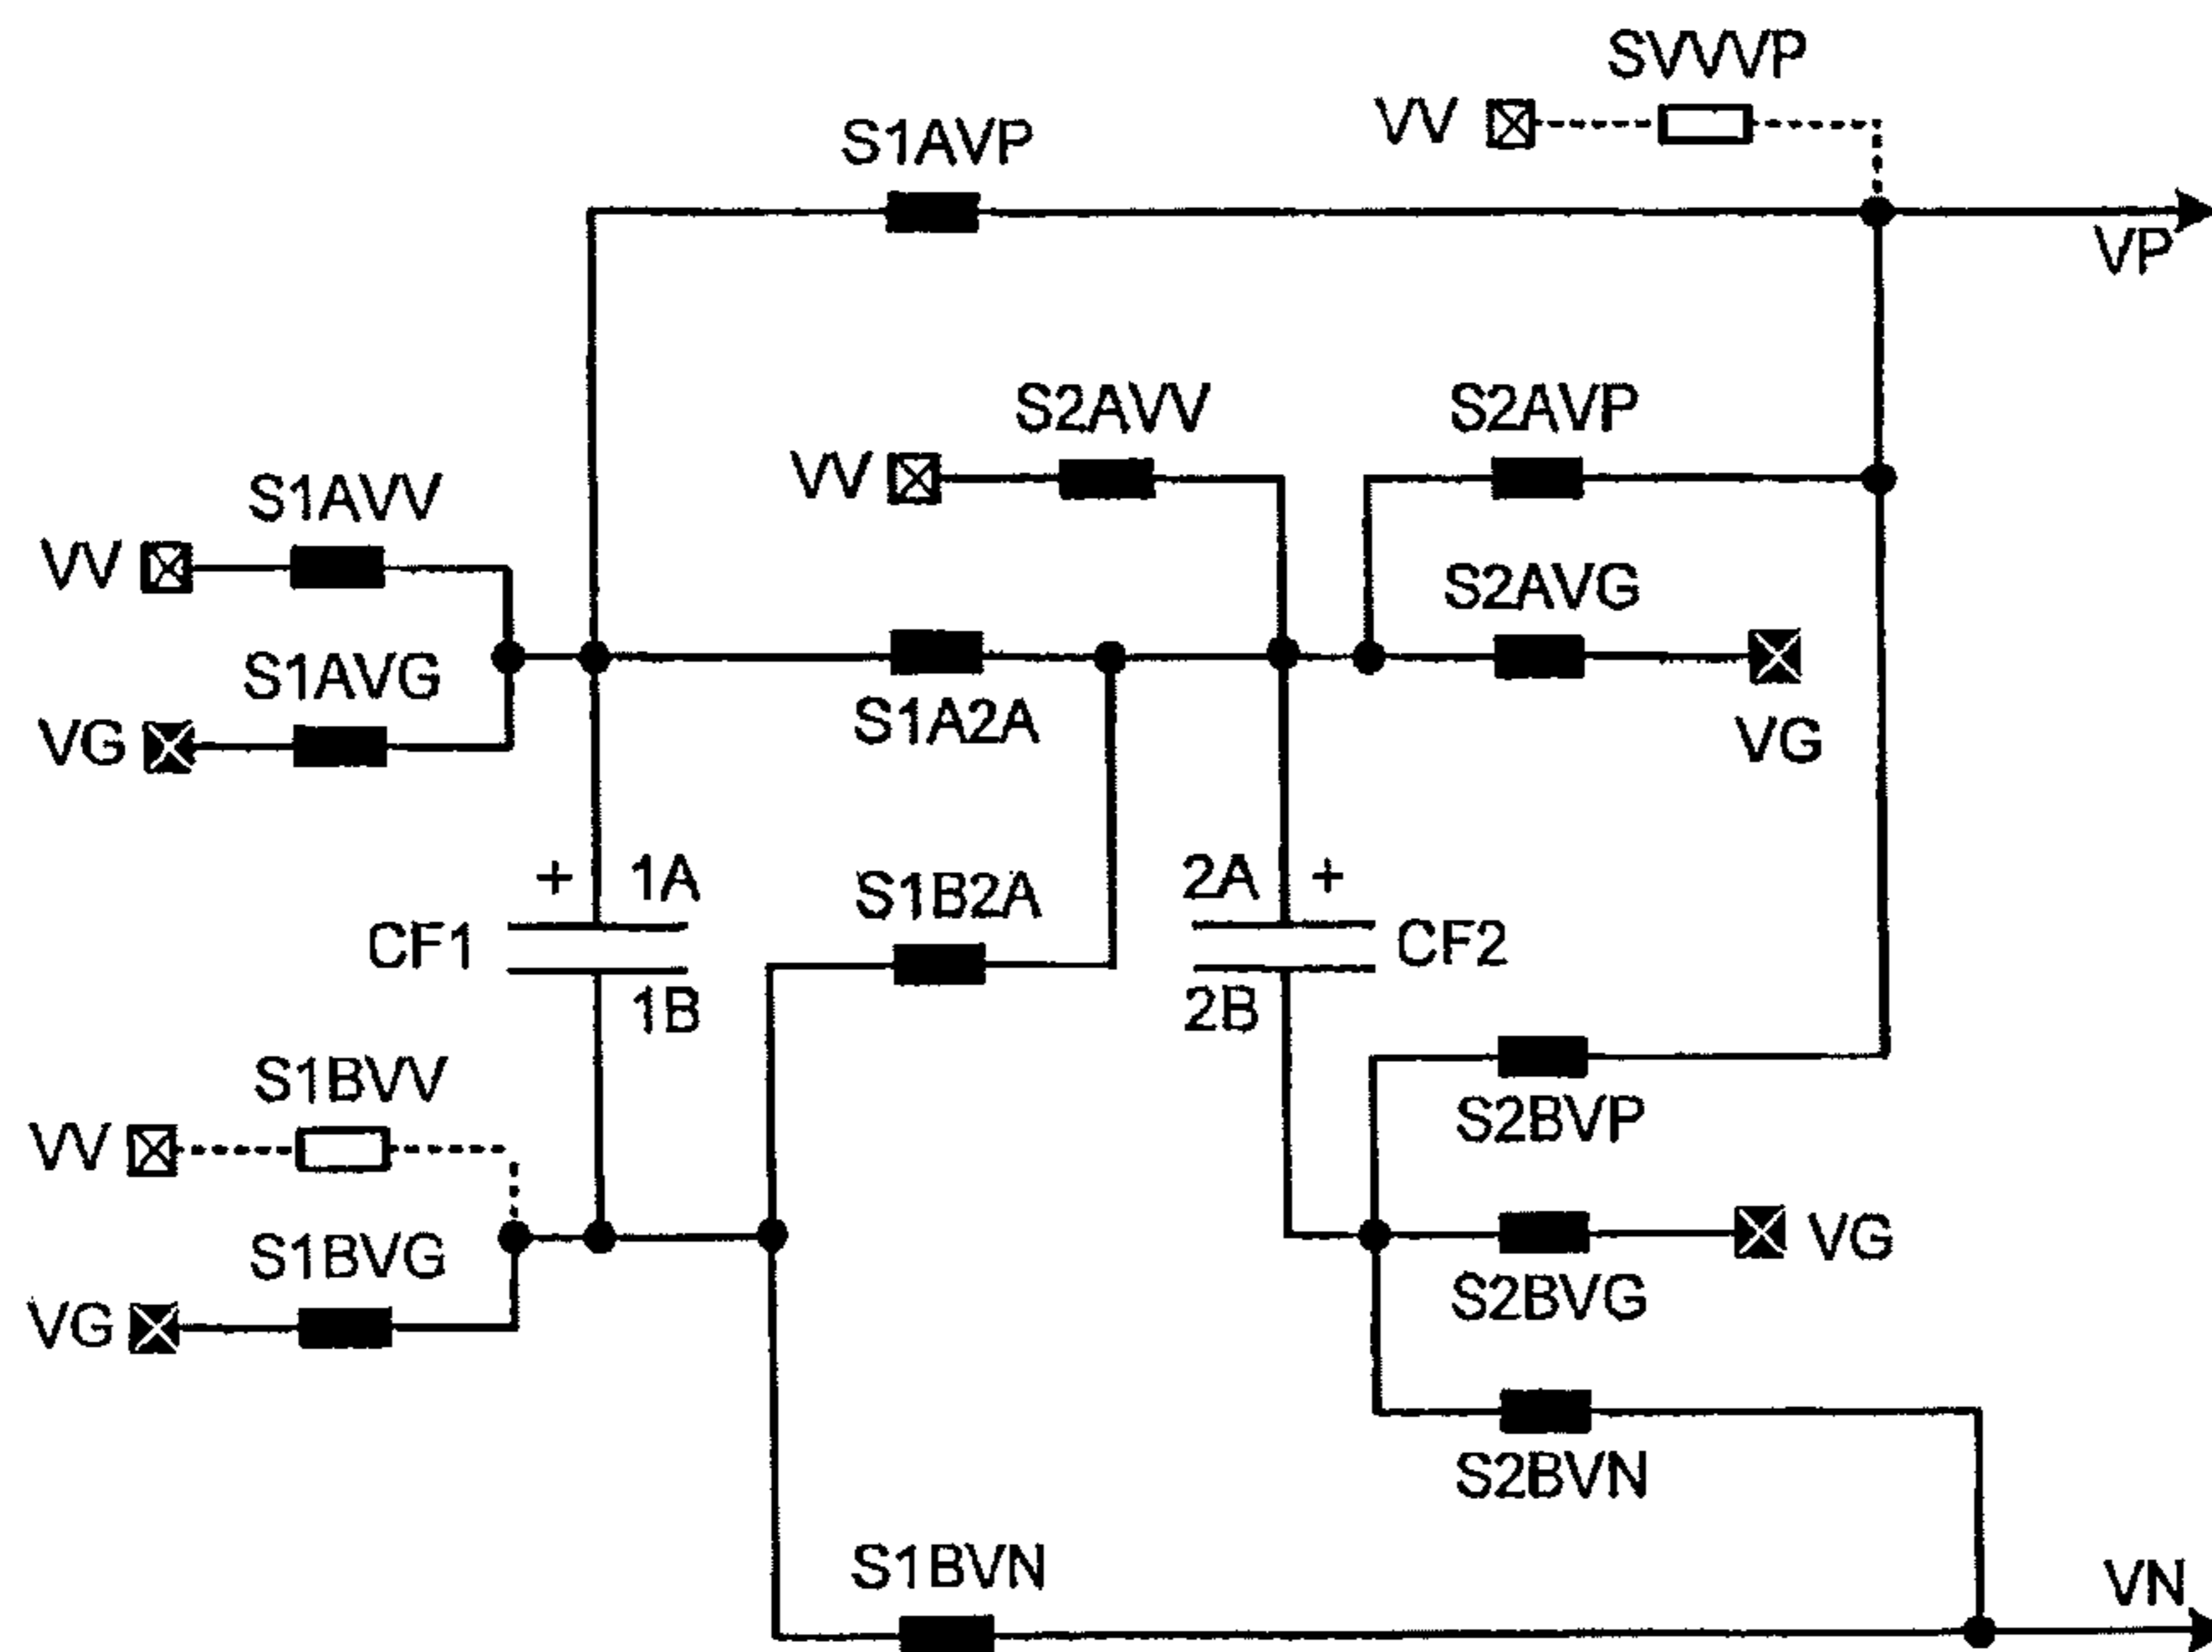 SVVVP
VV
S1AVP
VP
S2AVV
S2AVP
VV
S1AVV
VV
S2AVG
S1AVG
VG
S1A2A
VG
+ 1A
2A +
S1B2A
CF1
CF2
1B
2B
S1BVV
VV
S2BVP
S1BVG
VG
S2BVG
VG
S2BVN
S1BVN
VN